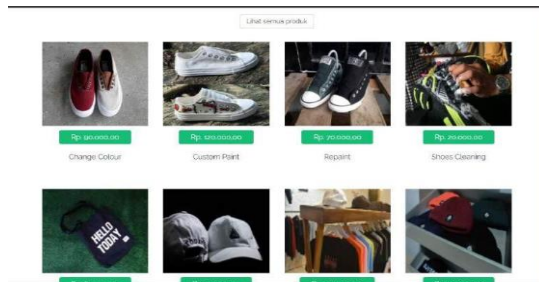 Lihat semua produk
Rp. 90.000,00
Rp. 120.000,00
Rp. 70.000,00
Rp. 20.000,00
Change Colour
Custom Paint
Repaint
Shoes Cleaning
HELLO
TODAY